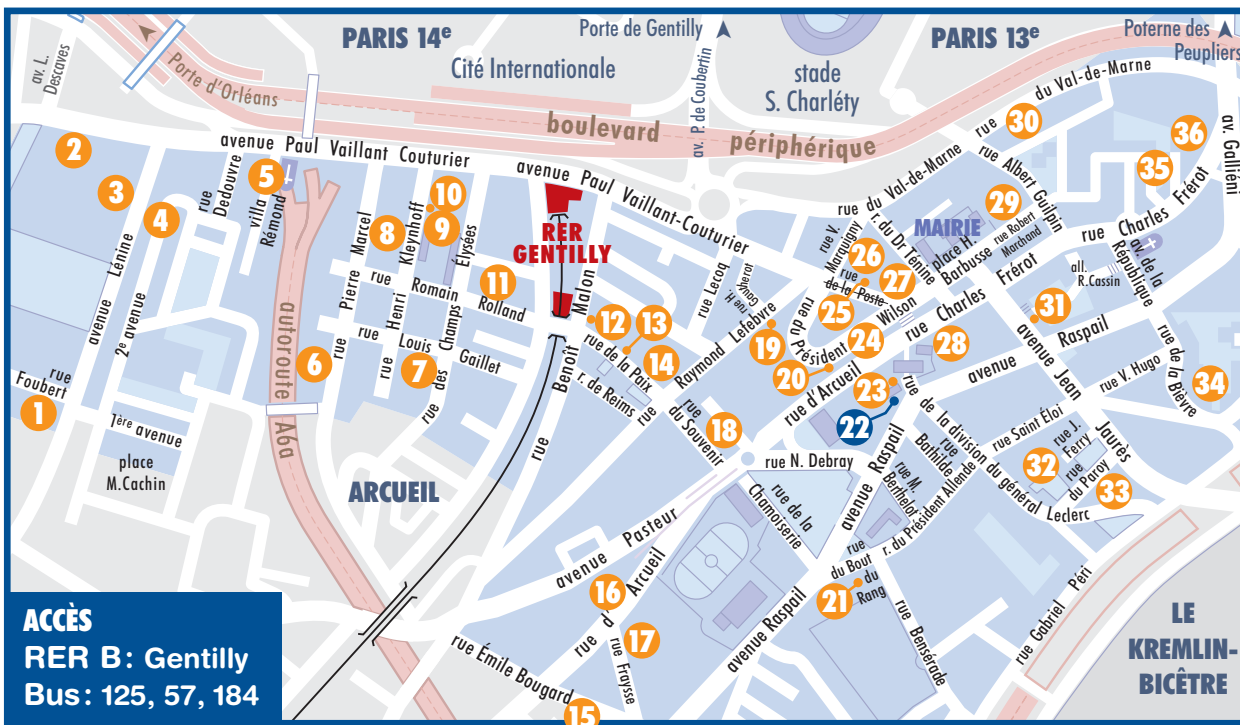 PARIS 14e
Porte de Gentilly
PARIS 13e
Poterne des
Peupliers
av. L.
Descaves
Porte d'Orléans
Cité Internationale
av. P. de Coubertin
stade
S. Charléty
boulevard périphérique
avenue Paul Vaillant Couturier
avenue Paul Vaillant-Couturier
rue du Val-de-Marne
rue du Val-de-Marne
30
36
35
av. Galliéni
2
3
4
5
10
9
8
rue
Dedouvre
villa
Rémond
rue Pierre Marcel
rue Henri Kleynhoff
rue des Champs Élysées
RER
GENTILLY
rue Benoit Malon
11
rue Romain Rolland
rue Louis Gaillet
avenue Lénine
2e avenue
autoroute A6a
6
7
rue
Foubert
1
1ère avenue
place
M.Cachin
ARCUEIL
12
13
14
rue de la Paix
r. de Reims
rue Lecoq
rue H.
Gautherot
rue Raymond Lefebvre
19
rue V.
Marquigny
r. du Dr Ténine
26
27
rue
de la Poste
25
rue du Président Wilson
24
20
MAIRIE
place H.
Barbusse
29
rue Robert
Marchand
rue Albert Guilpin
rue Charles Frérot
rue Charles Frérot
av. de la
République
all.
R. Cassin
31
28
23
22
rue d'Arcueil
avenue Raspail
avenue Jean Jaurès
rue V. Hugo
rue de la Bièvre
34
rue du Souvenir
18
rue N. Debray
rue de la
Chamoiserie
avenue Raspail
rue
Bathilde
rue M.
Berthelot
rue de la division du général Leclerc
rue Saint Éloi
r. du Président Allende
32
rue J.
Ferry
rue
du Paroy
33
avenue Pasteur
16
rue d'Arcueil
17
rue Fraysse
rue Émile Bougard
15
avenue Raspail
rue
du Bout
du
Rang
21
rue Benserade
rue Gabriel Péri
LE
KREMLIN-
BICÊTRE
ACCÈS
RER B : Gentilly
Bus : 125, 57, 184